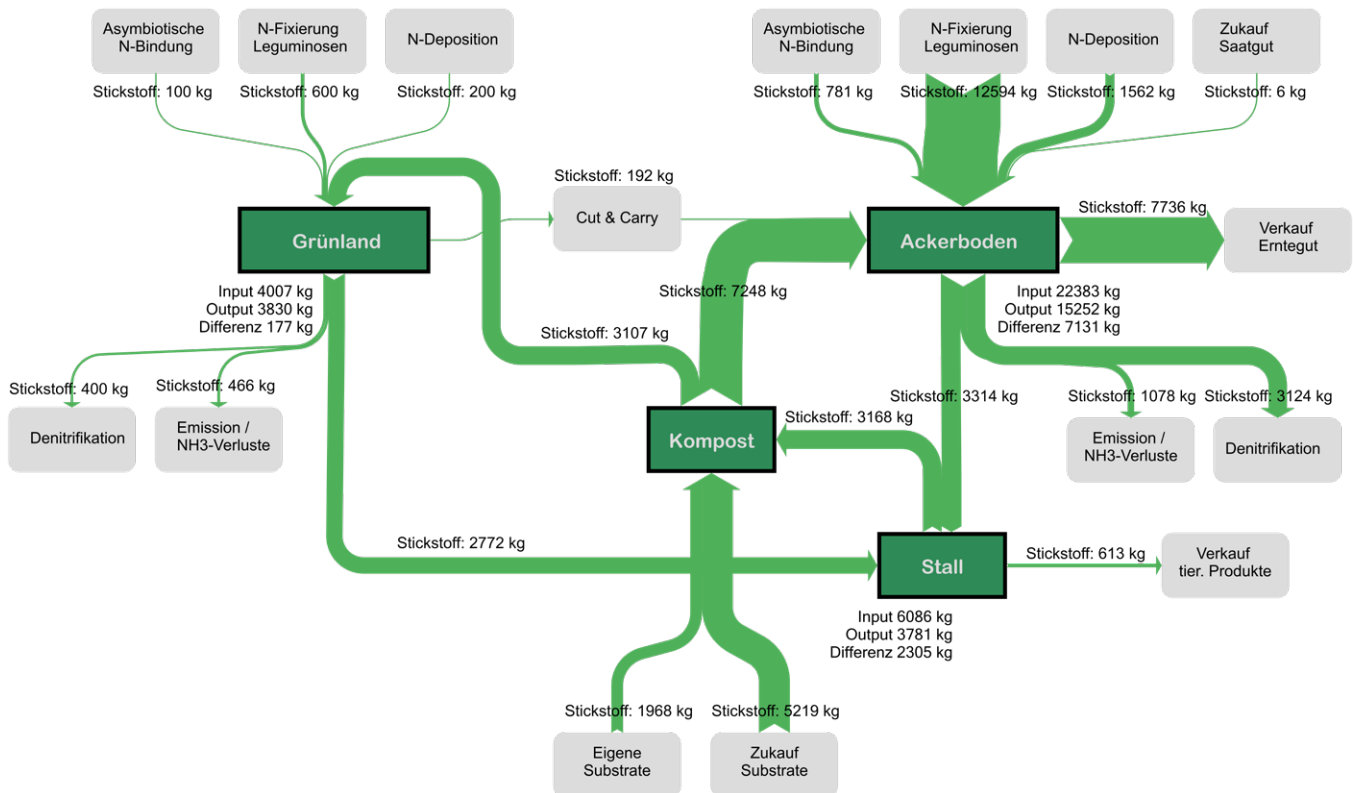 Asymbiotische
N-Bindung
N-Fixierung
Leguminosen
N-Deposition
Asymbiotische
N-Bindung
N-Fixierung
Leguminosen
N-Deposition
Zukauf
Saatgut
Stickstoff: 100 kg
Stickstoff: 600 kg
Stickstoff: 200 kg
Stickstoff: 781 kg
Stickstoff: 12594 kg
Stickstoff: 1562 kg
Stickstoff: 6 kg
Stickstoff: 192 kg
Cut & Carry
Grünland
Ackerboden
Stickstoff: 7736 kg
Verkauf
Erntegut
Input 4007 kg
Output 3830 kg
Differenz 177 kg
Stickstoff: 7248 kg
Input 22383 kg
Output 15252 kg
Differenz 7131 kg
Stickstoff: 3107 kg
Stickstoff: 400 kg
Stickstoff: 466 kg
Stickstoff: 3314 kg
Stickstoff: 1078 kg
Stickstoff: 3124 kg
Denitrifikation
Emission /
NH3-Verluste
Kompost
Stickstoff: 3168 kg
Emission /
NH3-Verluste
Denitrifikation
Stickstoff: 2772 kg
Stall
Stickstoff: 613 kg
Verkauf
tier. Produkte
Input 6086 kg
Output 3781 kg
Differenz 2305 kg
Stickstoff: 1968 kg
Stickstoff: 5219 kg
Eigene
Substrate
Zukauf
Substrate